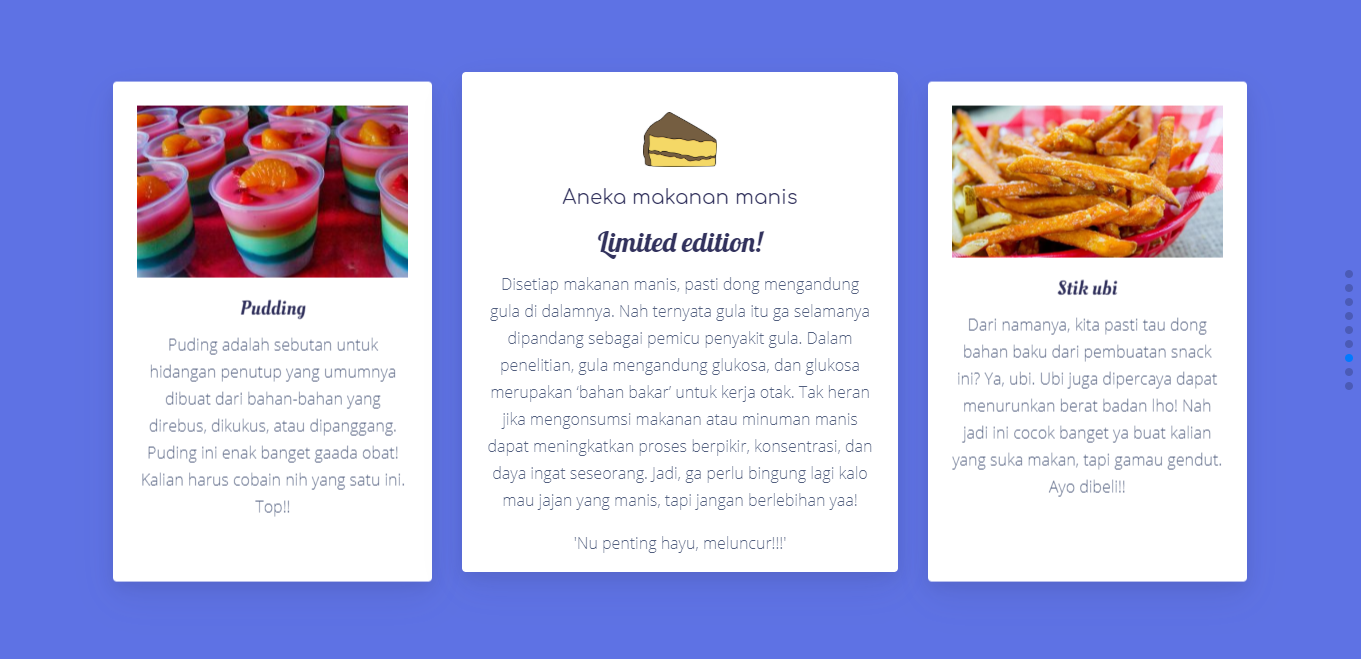 Pudding
Puding adalah sebutan untuk
hidangan penutup yang umumnya
dibuat dari bahan-bahan yang
direbus, dikukus, atau dipanggang.
Puding ini enak banget gaada obat!
Kalian harus cobain nih yang satu ini.
Top!!
Aneka makanan manis
Limited edition!
Disetiap makanan manis, pasti dong mengandung
gula di dalamnya. Nah ternyata gula itu ga selamanya
dipandang sebagai pemicu penyakit gula. Dalam
penelitian, gula mengandung glukosa, dan glukosa
merupakan ‘bahan bakar’ untuk kerja otak. Tak heran
jika mengonsumsi makanan atau minuman manis
dapat meningkatkan proses berpikir, konsentrasi, dan
daya ingat seseorang. Jadi, ga perlu bingung lagi kalo
mau jajan yang manis, tapi jangan berlebihan yaa!
'Nu penting hayu, meluncur!!!'
Stik ubi
Dari namanya, kita pasti tau dong
bahan baku dari pembuatan snack
ini? Ya, ubi. Ubi juga dipercaya dapat
menurunkan berat badan lho! Nah
jadi ini cocok banget ya buat kalian
yang suka makan, tapi gamau gendut.
Ayo dibeli!!